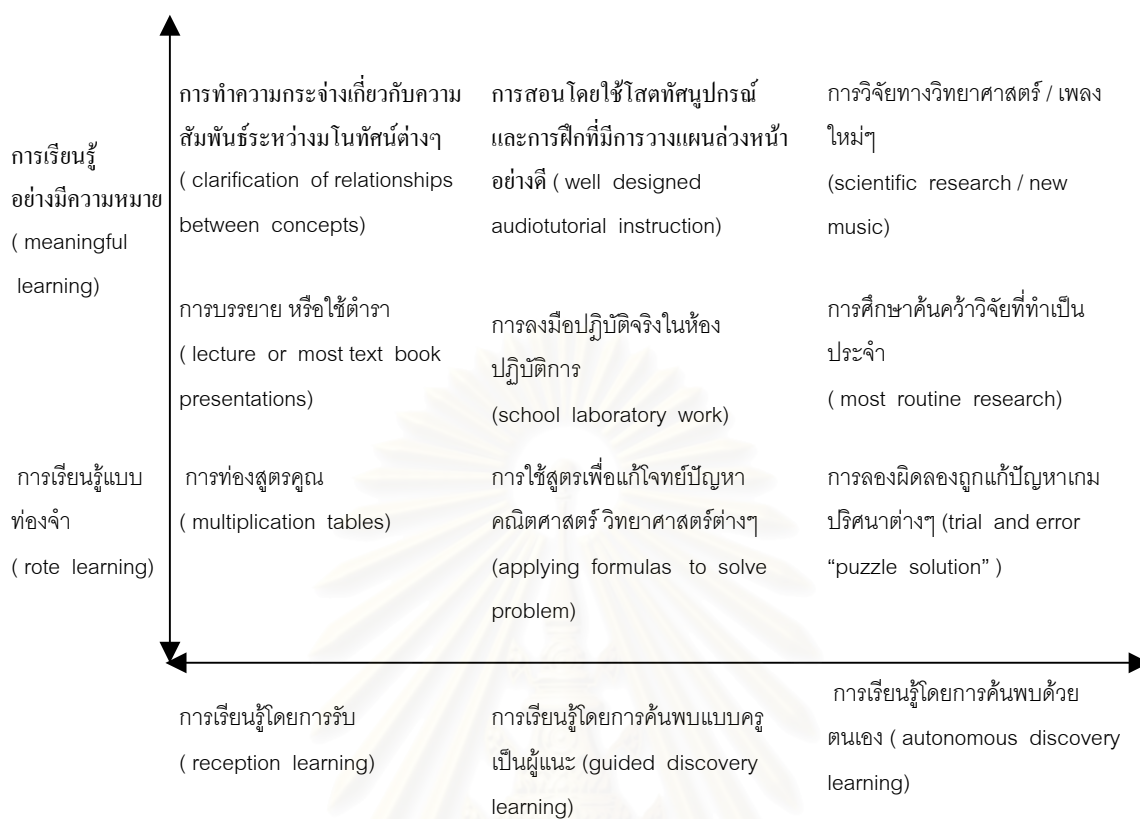 การทำความกระจ่างเกี่ยวกับความ
สัมพันธ์ระหว่างมโนทัศน์ต่างๆ
( clarification of relationships
between concepts)
การสอนโดยใช้โสตทัศนูปกรณ์
และการฝึกที่มีการวางแผนล่วงหน้า
อย่างดี ( well designed
audiotutorial instruction)
การวิจัยทางวิทยาศาสตร์ / เพลง
ใหม่ๆ
(scientific research / new
music)
การเรียนรู้
อย่างมีความหมาย
( meaningful
learning)
การบรรยาย หรือใช้ตำรา
( lecture or most text book
presentations)
การลงมือปฎิบัติจริงในห้อง
ปฏิบัติการ
(school laboratory work)
การศึกษาค้นคว้าวิจัยที่ทำเป็น
ประจำ
( most routine research)
การเรียนรู้แบบ
ท่องจำ
( rote learning)
การท่องสูตรคูณ
( multiplication tables)
การใช้สูตรเพื่อแก้โจทย์ปัญหา
คณิตศาสตร์ วิทยาศาสตร์ต่างๆ
(applying formulas to solve
problem)
การลองผิดลองถูกแก้ปัญหาเกม
ปริศนาต่างๆ (trial and error
“puzzle solution” )
การเรียนรู้โดยการรับ
( reception learning)
การเรียนรู้โดยการค้นพบแบบครู
เป็นผู้แนะ (guided discovery
learning)
การเรียนรู้โดยการค้นพบด้วย
ตนเอง ( autonomous discovery
learning)